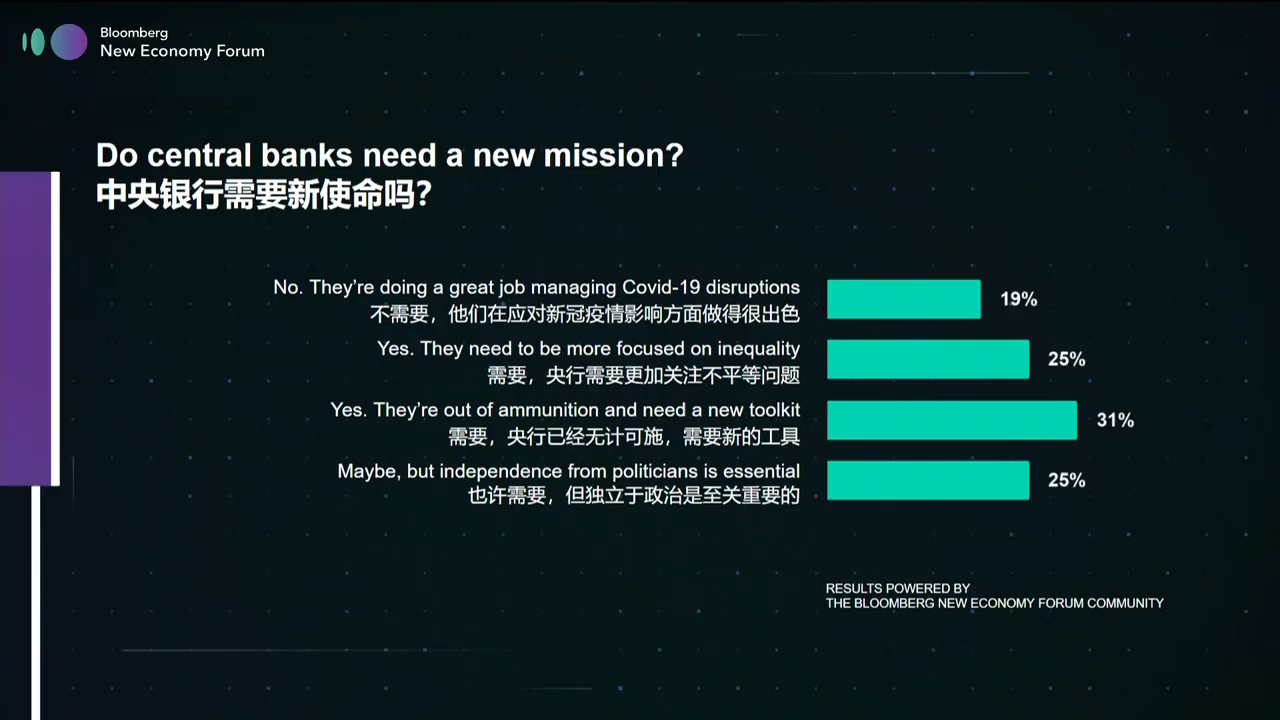 Bloomberg
New Economy Forum
Do central banks need a new mission?
中央银行需要新使命吗?
No. They’re doing a great job managing Covid-19 disruptions
不需要，他们在应对新冠疫情影响方面做得很出色
19%
Yes. They need to be more focused on inequality
需要，央行需要更加关注不平等问题
25%
Yes. They’re out of ammunition and need a new toolkit
需要，央行已经无计可施，需要新的工具
31%
Maybe, but independence from politicians is essential
也许需要，但独立于政治是至关重要的
25%
RESULTS POWERED BY
THE BLOOMBERG NEW ECONOMY FORUM COMMUNITY